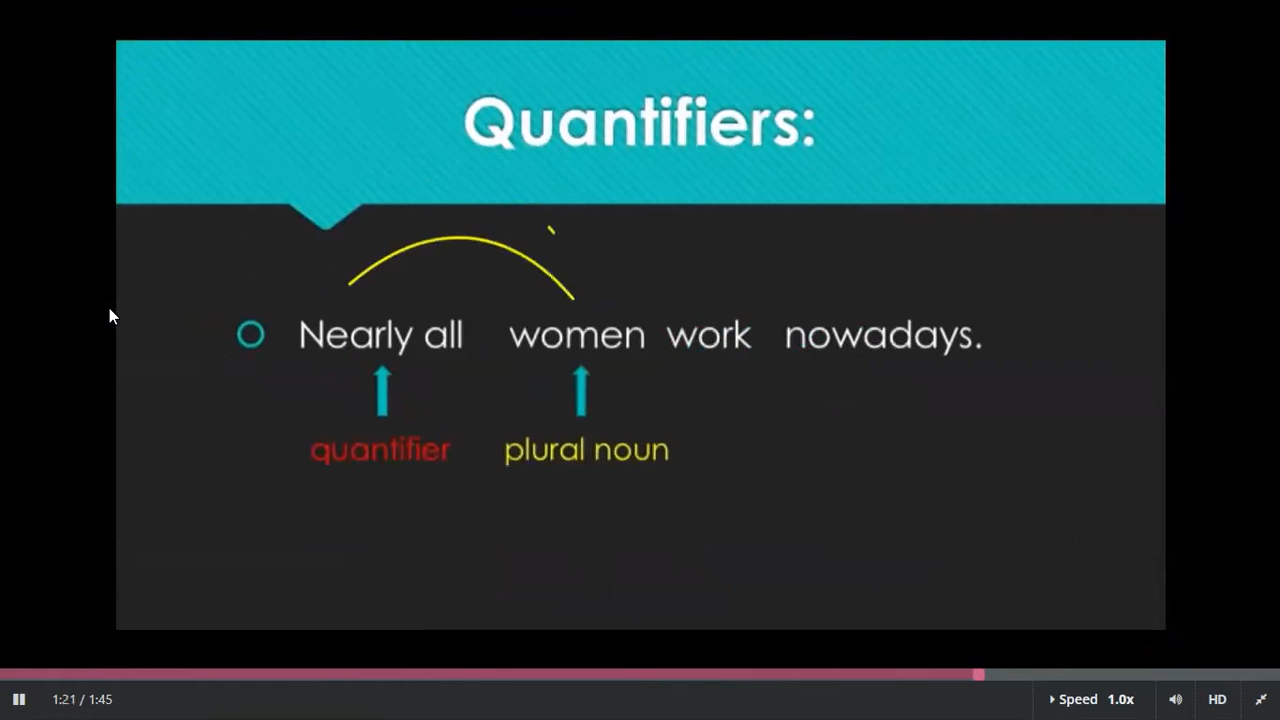 Quantifiers:
Nearly all women work nowadays.
quantifier plural noun
1:21 / 1:45 Speed 1.0x HD